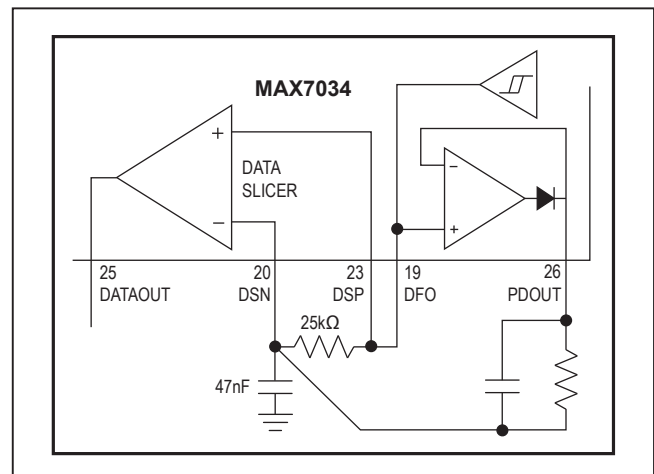 MAX7034
+
DATA
SLICER
−
−
+
25
DATAOUT
20
DSN
23
DSP
19
DFO
26
PDOUT
25kΩ
47nF